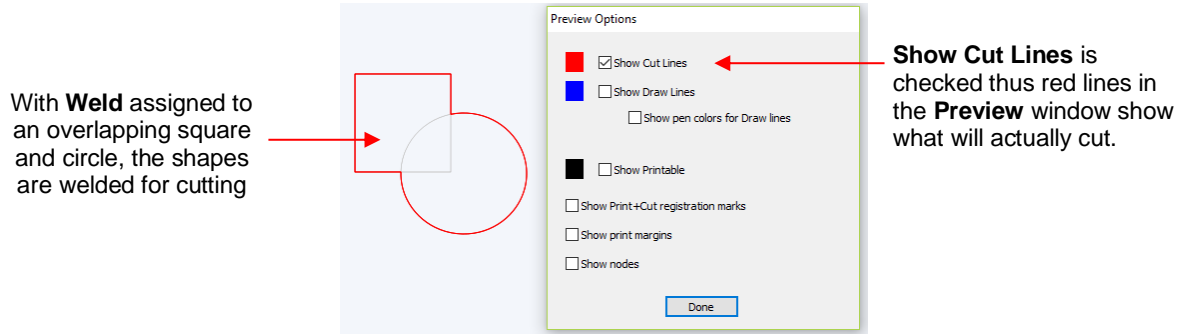 With Weld assigned to
an overlapping square
and circle, the shapes
are welded for cutting
Preview Options
Show Cut Lines
Show Draw Lines
Show pen colors for Draw lines
Show Printable
Show Print+Cut registration marks
Show print margins
Show nodes
Done
Show Cut Lines is
checked thus red lines in
the Preview window show
what will actually cut.